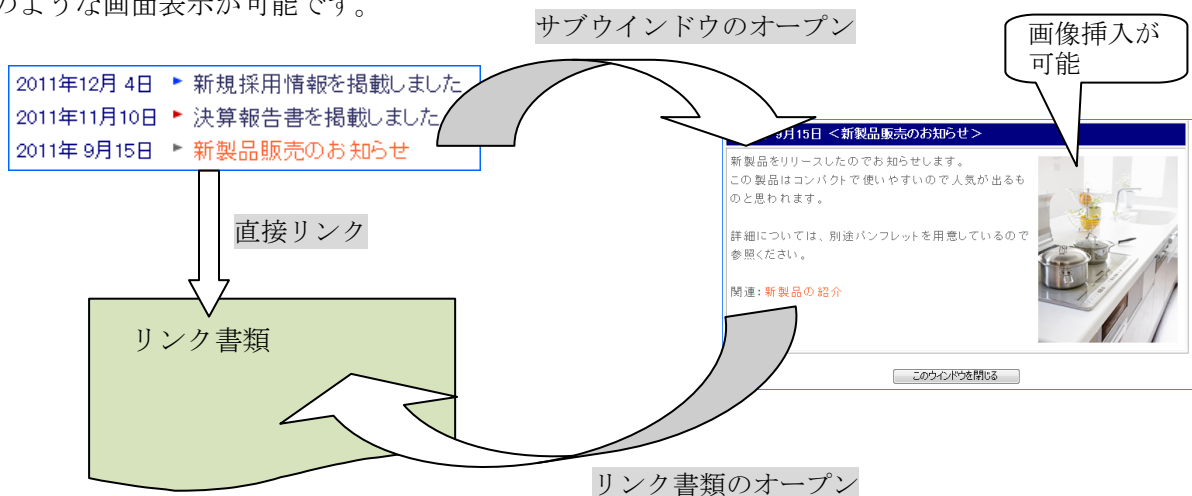 のような画面表示が可能です。
サブウインドウのオープン
画像挿入が
可能
2011年12月 4日 新規採用情報を掲載しました
2011年11月10日 決算報告書を掲載しました
2011年 9月15日 新製品販売のお知らせ
9月15日 <新製品販売のお知らせ>
新製品をリリースしたのでお知らせします。
この製品はコンパクトで使いやすいので人気が出るも
のと思われます。
詳細については、別途パンフレットを用意しているので
参照ください。
関連:新製品の紹介
このウインドウを閉じる
直接リンク
リンク書類
リンク書類のオープン